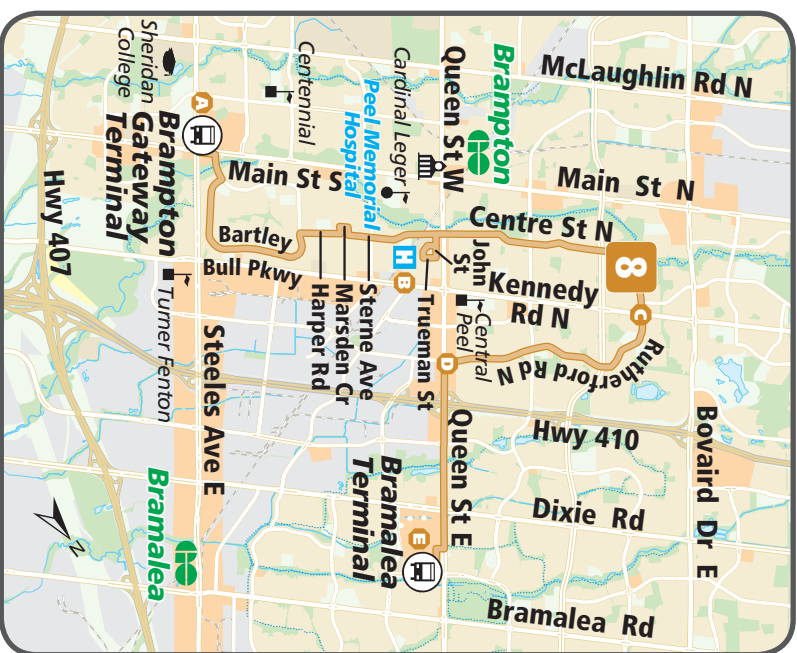 McLaughlin Rd N
Brampton
Queen St W
Cardinal Leger
Peel Memorial
Hospital
Centennial
Sheridan
College
A
Brampton
Gateway
Terminal
Main St S
Main St N
Centre St N
8
Bartley
Bull Pkwy
H
B
John
St
Kennedy
Rd N
C
Hwy 407
Turner Fenton
Harper Rd
Marsden Cr
Sterne Ave
Trueman St
Central
Peel
Rutherford Rd N
D
Steeles Ave E
Hwy 410
Bovaird Dr E
Queen St E
Bramalea
Terminal
E
Dixie Rd
Bramalea
Bramalea Rd
N